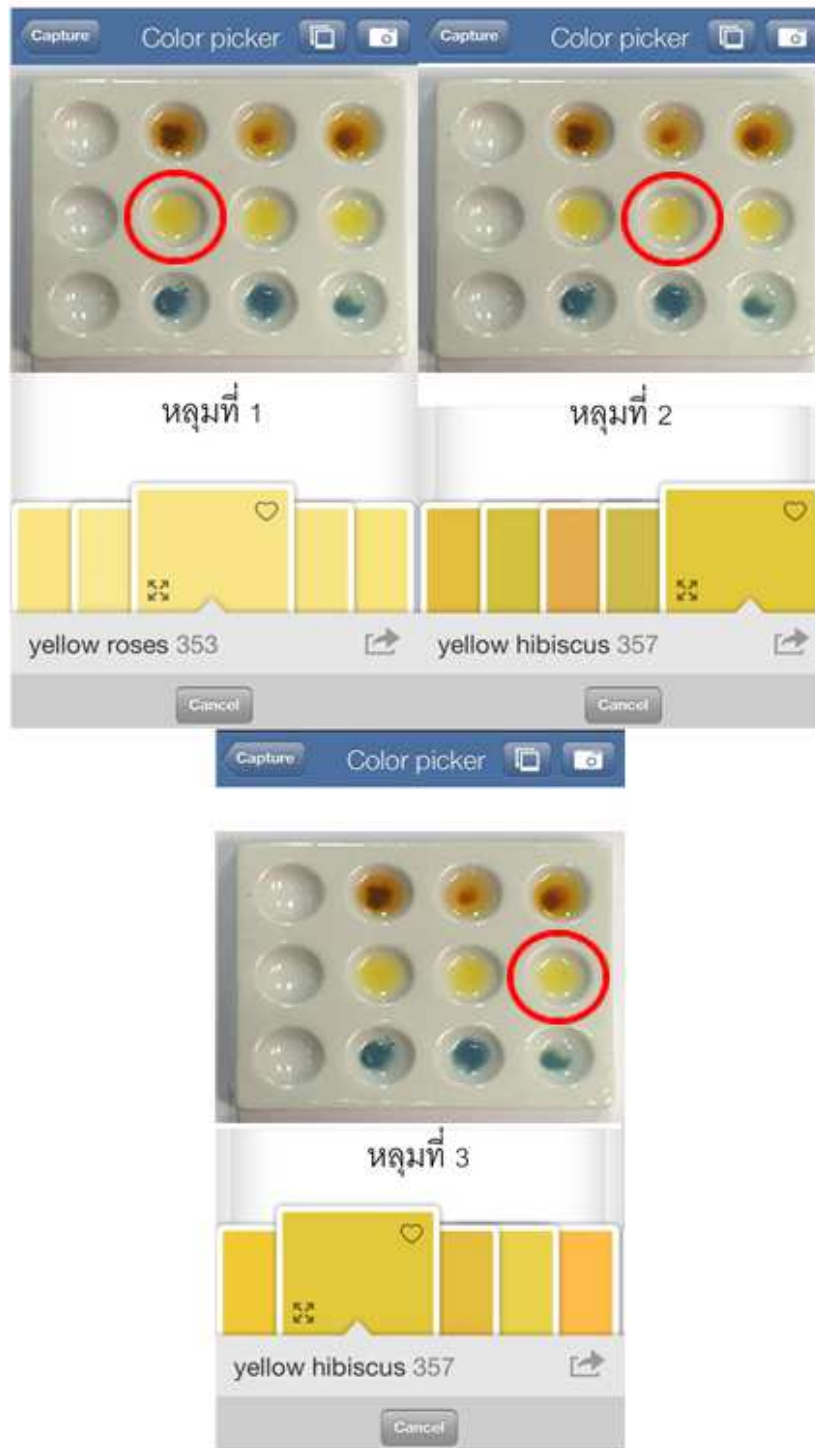 Capture Color picker
Capture Color picker
หลุมที่ 1
หลุมที่ 2
yellow roses 353
yellow hibiscus 357
Cancel
Cancel
Capture Color picker
หลุมที่ 3
yellow hibiscus 357
Cancel